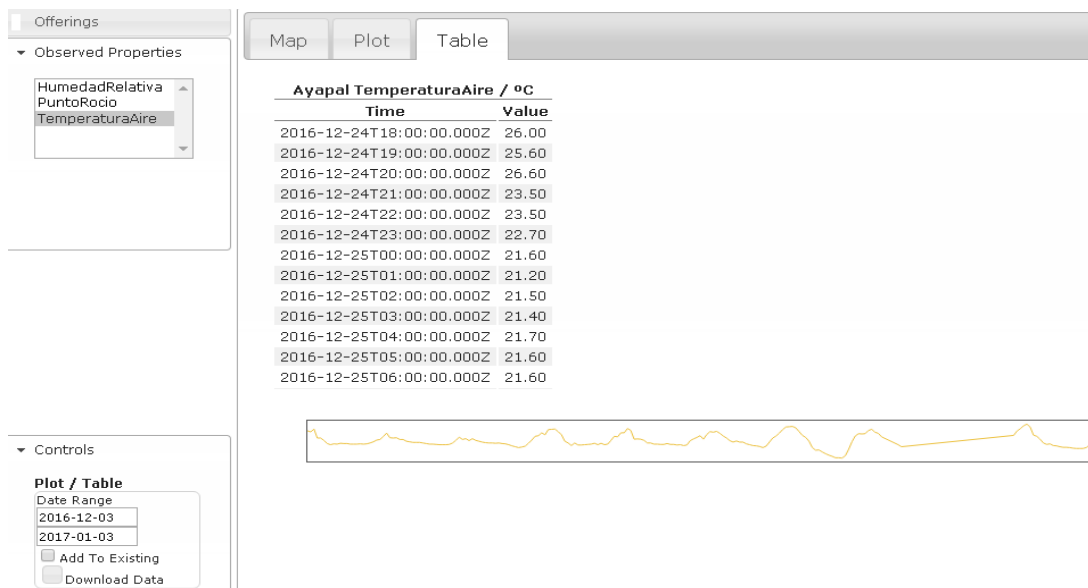 Offerings
Observed Properties
HumedadRelativa
PuntoRocio
TemperaturaAire
Map Plot Table
Ayapal TemperaturaAire / ºC
Time Value
2016-12-24T18:00:00.000Z 26.00
2016-12-24T19:00:00.000Z 25.60
2016-12-24T20:00:00.000Z 26.60
2016-12-24T21:00:00.000Z 23.50
2016-12-24T22:00:00.000Z 23.50
2016-12-24T23:00:00.000Z 22.70
2016-12-25T00:00:00.000Z 21.60
2016-12-25T01:00:00.000Z 21.20
2016-12-25T02:00:00.000Z 21.50
2016-12-25T03:00:00.000Z 21.40
2016-12-25T04:00:00.000Z 21.70
2016-12-25T05:00:00.000Z 21.60
2016-12-25T06:00:00.000Z 21.60
Controls
Plot / Table
Date Range
2016-12-03
2017-01-03
Add To Existing
Download Data